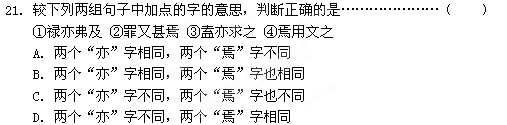 21. 较下列两组句子中加点的字的意思，判断正确的是………………… (    )
①禄亦弗及 ②罪又甚焉 ③盍亦求之 ④焉用文之
A. 两个“亦”字相同，两个“焉”字不同
B. 两个“亦”字相同，两个“焉”字也相同
C. 两个“亦”字不同，两个“焉”字也不同
D. 两个“亦”字不同，两个“焉”字相同